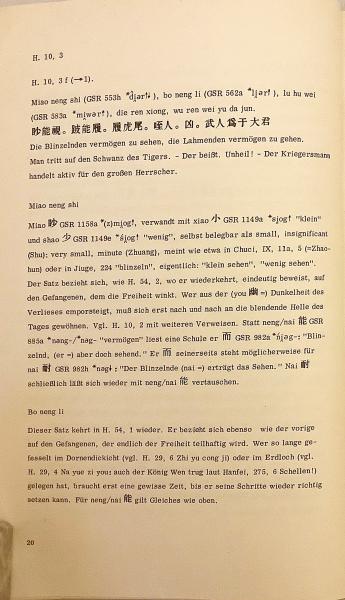 H. 10, 3
H. 10, 3 f (→1).
Miao neng shi (GSR 553h *d̑i̯ər), bo neng li (GSR 562a *li̯ər), lu hu wei
(GSR 583a *mi̯wər), die ren xiong, wu ren wei yu da jun.
眇能視。跛能履。履虎尾。咥人。凶。武人爲于大君
Die Blinzelnden vermögen zu sehen, die Lahmenden vermögen zu gehen.
Man tritt auf den Schwanz des Tigers. - Der beißt. Unheil! - Der Kriegersmann
handelt aktiv für den großen Herrscher.
Miao neng shi
Miao 眇 GSR 1158a *(z)mi̯og, verwandt mit xiao 小 GSR 1149a *si̯og "klein"
und shao 少 GSR 1149e *śi̯og "wenig", selbst belegbar als small, insignificant
(Shu); very small, minute (Zhuang), meint wie etwa in Chuci, IX, 11a, 5 (=Zhao-
hun) oder in Jiuge, 224 "blinzeln", eigentlich: "klein sehen", "wenig sehen".
Der Satz bezieht sich, wie H. 54, 2, wo er wiederkehrt, eindeutig beweist, auf
den Gefangenen, dem die Freiheit winkt. Wer aus der (you 幽 =) Dunkelheit des
Verlieses emporsteigt, muß sich erst nach und nach an die blendende Helle des
Tages gewöhnen. Vgl. H. 10, 2 mit weiteren Verweisen. Statt neng/nai 能 GSR
885a *nəng-/*nəg- "vermögen" liest eine Schule er 而 GSR 982a *ńi̯əg-: "Blin-
zelnd, (er =) aber doch sehend." Er 而 seinerseits steht möglicherweise für
nai 耐 GSR 982h *nəg: "Der Blinzelnde (nai =) erträgt das Sehen." Nai 耐
schließlich läßt sich wieder mit neng/nai 能 vertauschen.
Bo neng li
Dieser Satz kehrt in H. 54, 1 wieder. Er bezieht sich ebenso wie der vorige
auf den Gefangenen, der endlich der Freiheit teilhaftig wird. Wer so lange ge-
fesselt im Dornendickicht (vgl. H. 29, 6 Zhi yu cong ji) oder im Erdloch (vgl.
H. 29, 4 Na yue zi you: auch der König Wen trug laut Hanfei, 275, 6 Schellen!)
gelegen hat, braucht erst eine gewisse Zeit, bis er seine Schritte wieder richtig
setzen kann. Für neng/nai 能 gilt Gleiches wie oben.
20